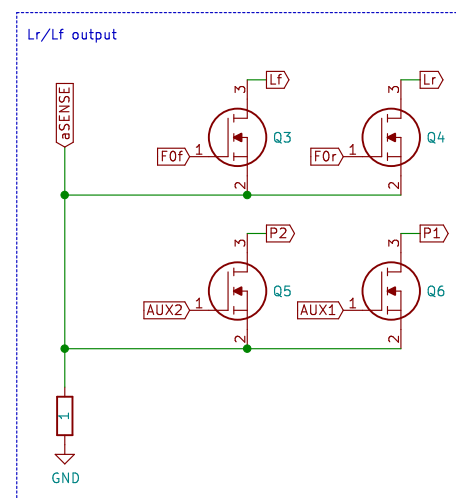 Lr/Lf output
aSENSE
3
Lf
F0f
1
Q3
2
3
Lr
F0r
1
Q4
2
3
P2
AUX2
1
Q5
2
3
P1
AUX1
1
Q6
2
1
GND